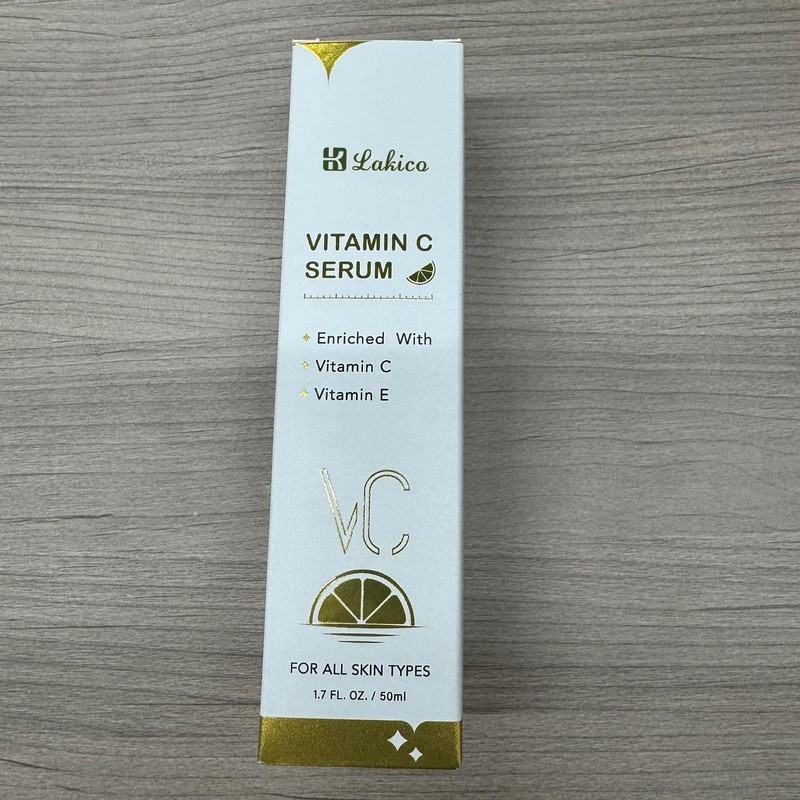 Lakico
VITAMIN C
SERUM
Enriched With
Vitamin C
Vitamin E
VC
FOR ALL SKIN TYPES
1.7 FL. OZ. / 50ml